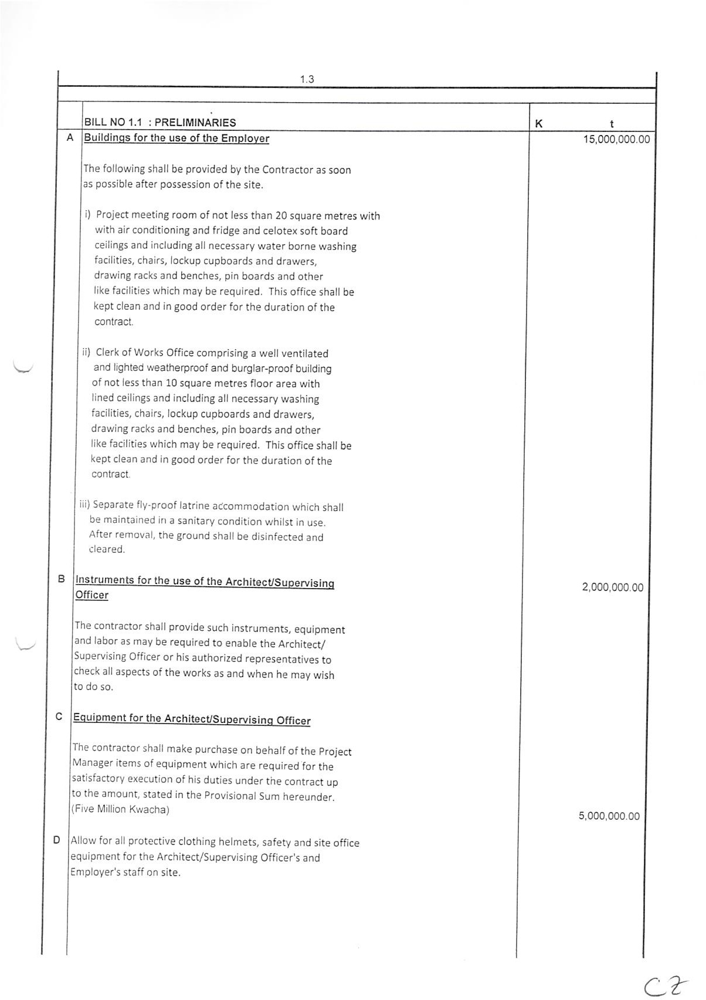 1.3
BILL NO 1.1 : PRELIMINARIES K t
A Buildings for the use of the Employer 15,000,000.00
The following shall be provided by the Contractor as soon
as possible after possession of the site.
i) Project meeting room of not less than 20 square metres with
with air conditioning and fridge and celotex soft board
ceilings and including all necessary water borne washing
facilities, chairs, lockup cupboards and drawers,
drawing racks and benches, pin boards and other
like facilities which may be required. This office shall be
kept clean and in good order for the duration of the
contract.
ii) Clerk of Works Office comprising a well ventilated
and lighted weatherproof and burglar-proof building
of not less than 10 square metres floor area with
lined ceilings and including all necessary washing
facilities, chairs, lockup cupboards and drawers,
drawing racks and benches, pin boards and other
like facilities which may be required. This office shall be
kept clean and in good order for the duration of the
contract.
iii) Separate fly-proof latrine accommodation which shall
be maintained in a sanitary condition whilst in use.
After removal, the ground shall be disinfected and
cleared.
B Instruments for the use of the Architect/Supervising 2,000,000.00
Officer
The contractor shall provide such instruments, equipment
and labor as may be required to enable the Architect/
Supervising Officer or his authorized representatives to
check all aspects of the works as and when he may wish
to do so.
C Equipment for the Architect/Supervising Officer
The contractor shall make purchase on behalf of the Project
Manager items of equipment which are required for the
satisfactory execution of his duties under the contract up
to the amount, stated in the Provisional Sum hereunder.
(Five Million Kwacha) 5,000,000.00
D Allow for all protective clothing helmets, safety and site office
equipment for the Architect/Supervising Officer's and
Employer's staff on site.
CZ